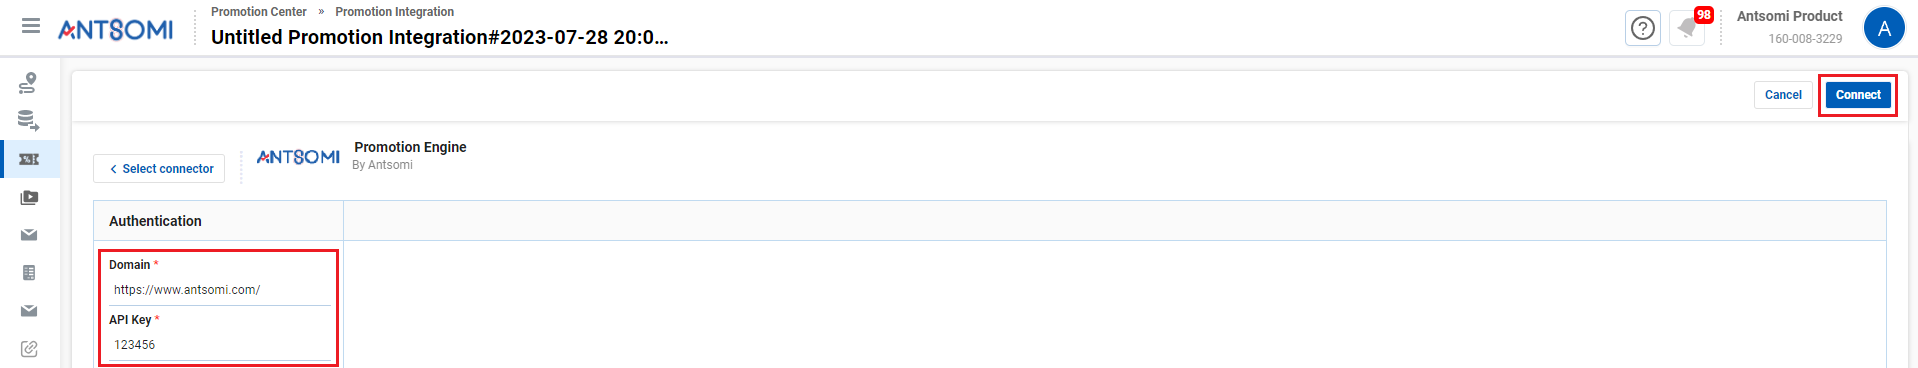 Promotion Center » Promotion Integration
ANTSOMI
Untitled Promotion Integration#2023-07-28 20:0...
98
Antsomi Product
160-008-3229
A
Cancel
Connect
Select connector
ANTSOMI
Promotion Engine
By Antsomi
Authentication
Domain *
https://www.antsomi.com/
API Key *
123456